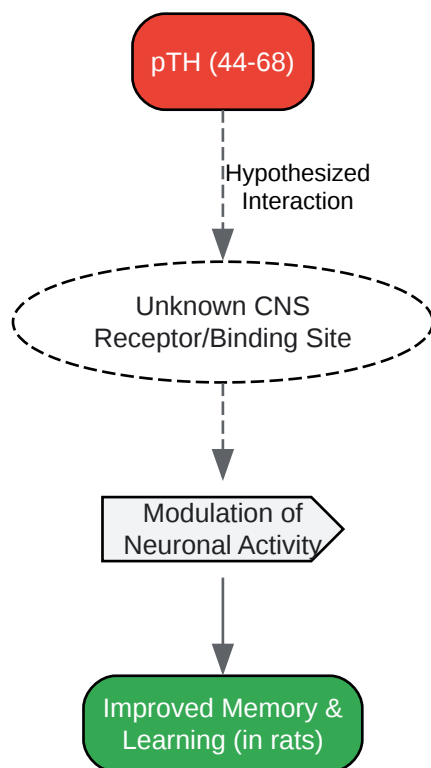 pTH (44-68)
Hypothesized
Interaction
Unknown CNS
Receptor/Binding Site
Modulation of
Neuronal Activity
Improved Memory &
Learning (in rats)